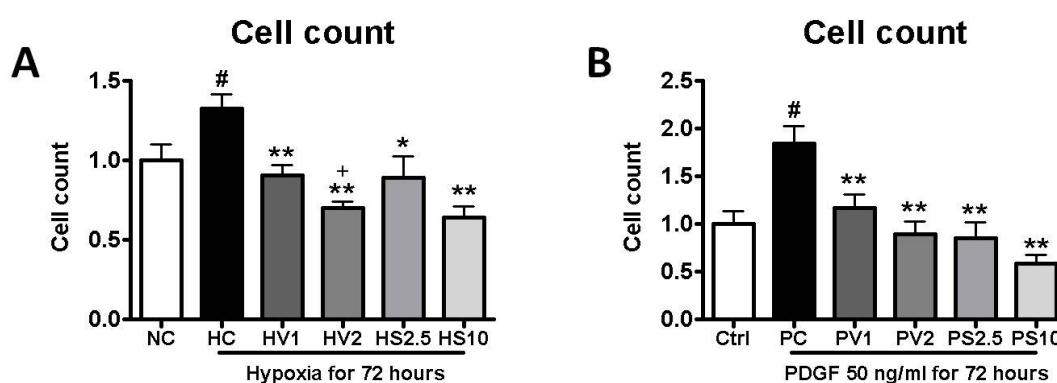 A
Cell count
Cell count
1.5
1.0
0.5
0.0
#
**
+
**
*
**
NC HC HV1 HV2 HS2.5 HS10
Hypoxia for 72 hours
B
Cell count
Cell count
2.5
2.0
1.5
1.0
0.5
0.0
#
**
**
**
**
Ctrl PC PV1 PV2 PS2.5 PS10
PDGF 50 ng/ml for 72 hours